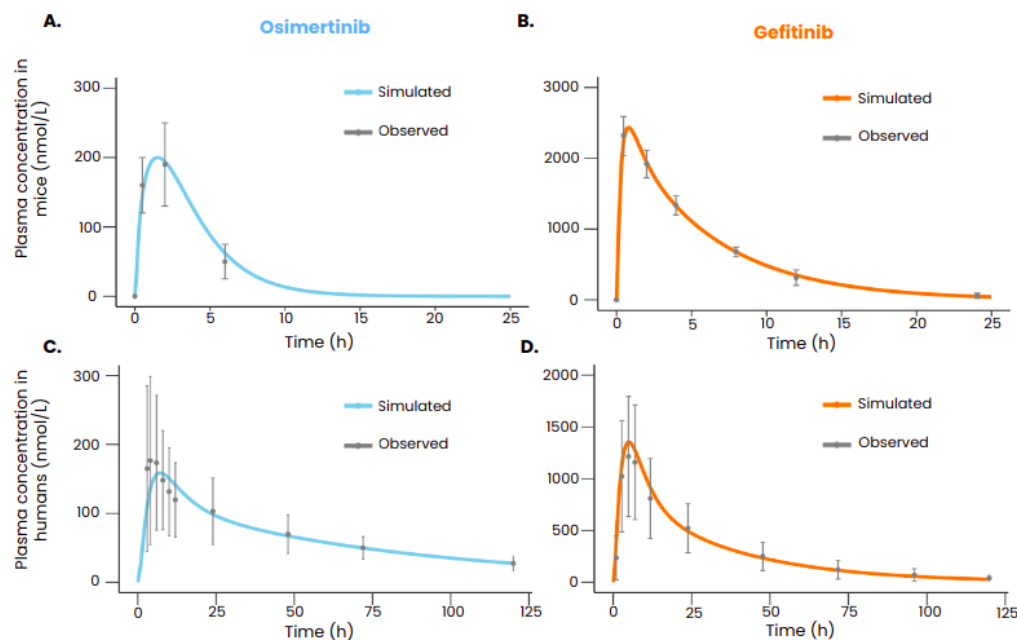 A.
Osimertinib
B.
Gefitinib
Plasma concentration in
mice (nmol/L)
300
200
100
0
Simulated
Observed
0 5 10 15 20 25
Time (h)
3000
2000
1000
0
Simulated
Observed
0 5 10 15 20 25
Time (h)
C.
Plasma concentration in
humans (nmol/L)
300
200
100
0
Simulated
Observed
0 25 50 75 100 125
Time (h)
D.
2000
1500
1000
500
0
Simulated
Observed
0 25 50 75 100 125
Time (h)